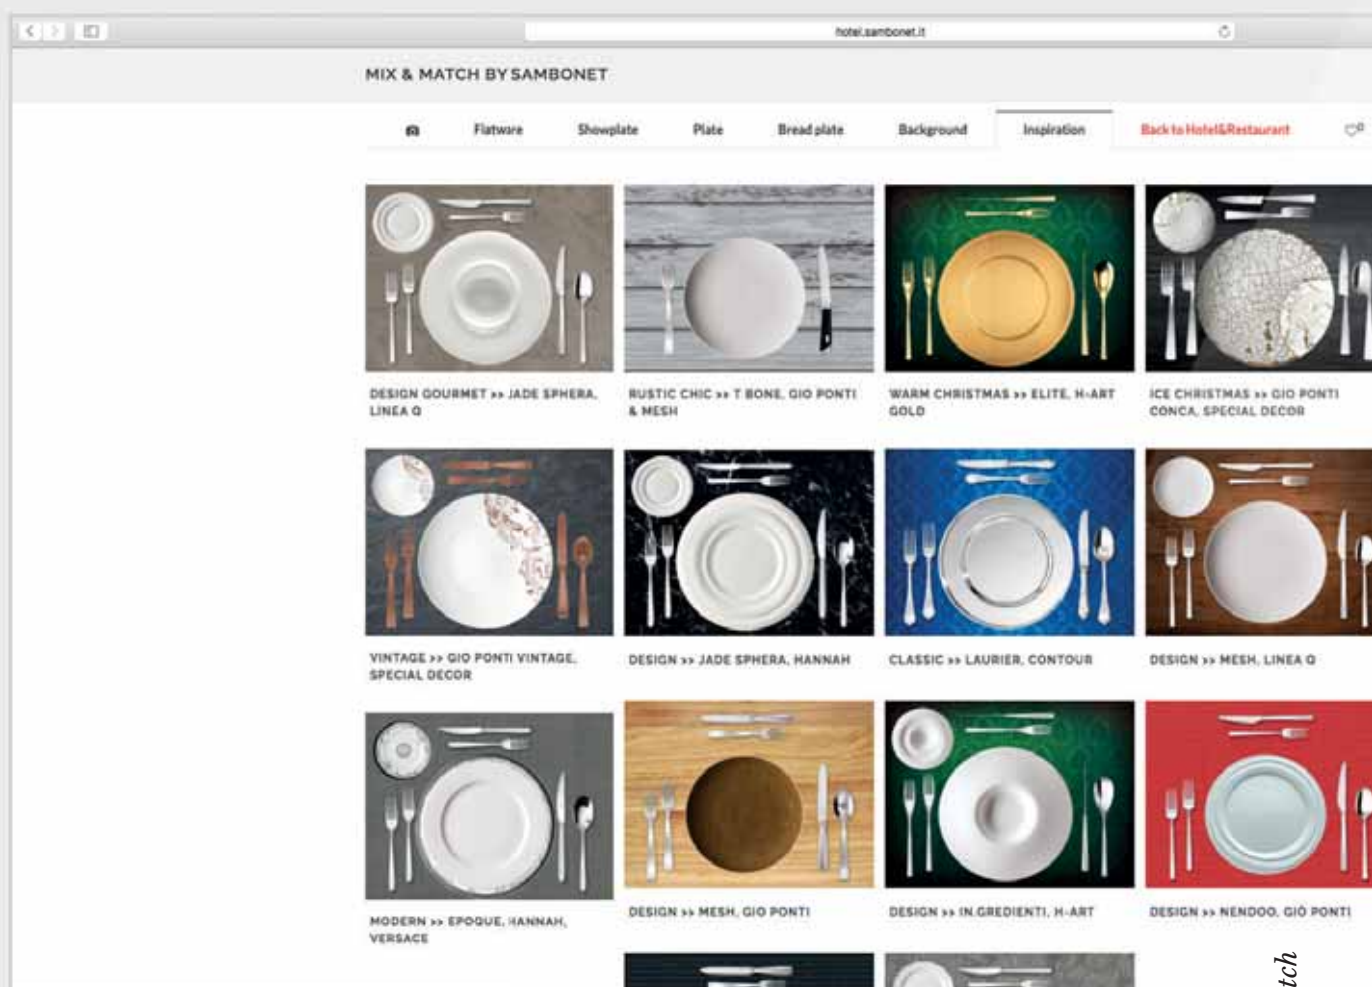 hotel.sambonet.it
MIX & MATCH BY SAMBONET
Flatware Showplate Plate Bread plate Background Inspiration Back to Hotel&Restaurant 0
DESIGN GOURMET >> JADE SPHERA,
LINEA Q
RUSTIC CHIC >> T BONE, GIO PONTI
& MESH
WARM CHRISTMAS >> ELITE, H-ART
GOLD
ICE CHRISTMAS >> GIO PONTI
CONCA, SPECIAL DECOR
VINTAGE >> GIO PONTI VINTAGE,
SPECIAL DECOR
DESIGN >> JADE SPHERA, HANNAH
CLASSIC >> LAURIER, CONTOUR
DESIGN >> MESH, LINEA Q
MODERN >> EPOQUE, HANNAH,
VERSACE
DESIGN >> MESH, GIO PONTI
DESIGN >> IN.GREDIENTI, H-ART
DESIGN >> NENDOO, GIÒ PONTI
tch